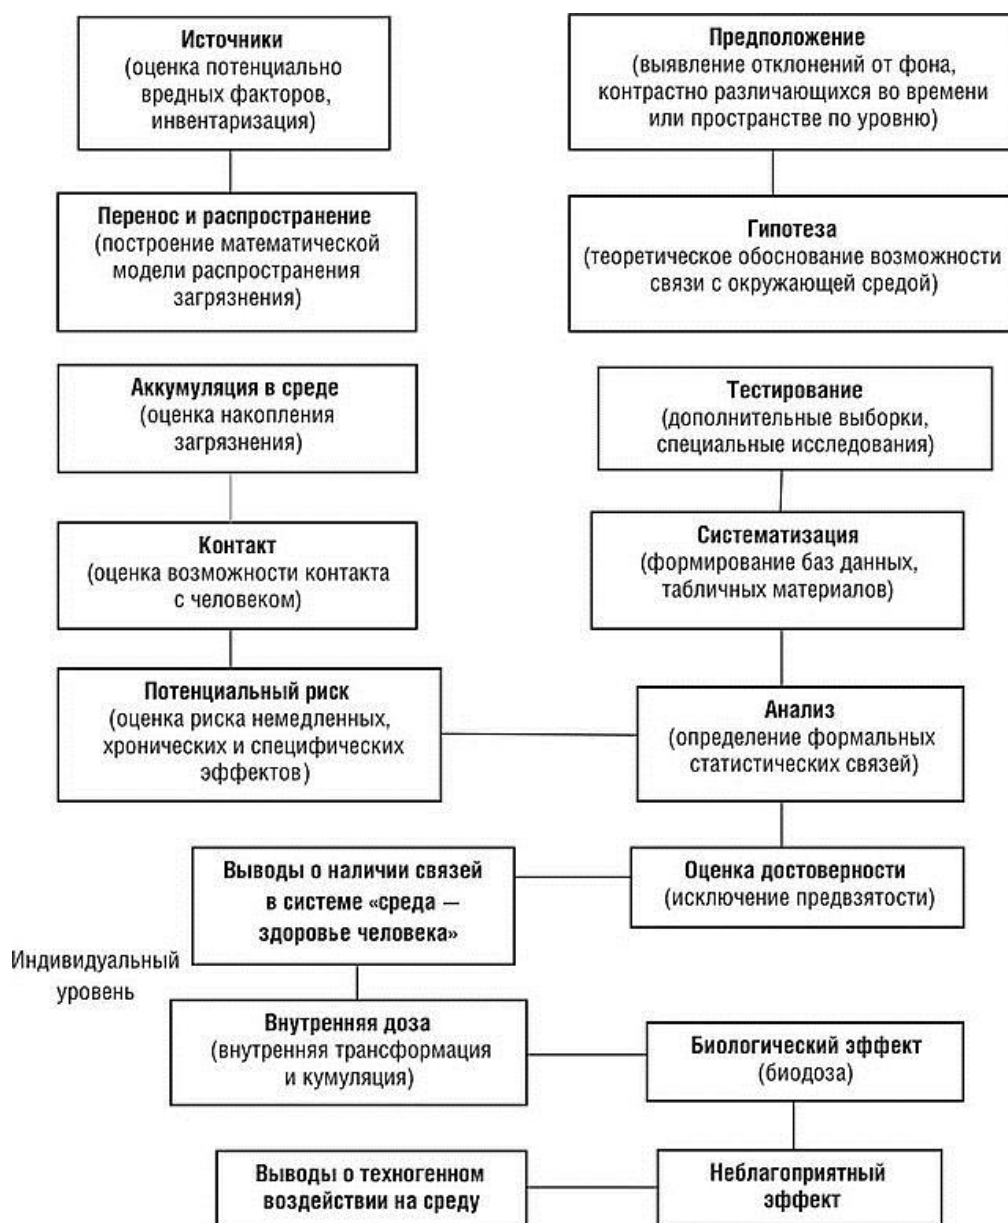 Источники
(оценка потенциально
вредных факторов,
инвентаризация)
Предположение
(выявление отклонений от фона,
контрастно различающихся во времени
или пространстве по уровню)
Перенос и распространение
(построение математической
модели распространения
загрязнения)
Гипотеза
(теоретическое обоснование возможности
связи с окружающей средой)
Аккумуляция в среде
(оценка накопления
загрязнения)
Тестирование
(дополнительные выборки,
специальные исследования)
Контакт
(оценка возможности контакта
с человеком)
Систематизация
(формирование баз данных,
табличных материалов)
Потенциальный риск
(оценка риска немедленных,
хронических и специфических
эффектов)
Анализ
(определение формальных
статистических связей)
Выводы о наличии связей
в системе «среда —
здоровье человека»
Оценка достоверности
(исключение предвзятости)
Индивидуальный
уровень
Внутренняя доза
(внутренняя трансформация
и кумуляция)
Биологический эффект
(биодоза)
Выводы о техногенном
воздействии на среду
Неблагоприятный
эффект